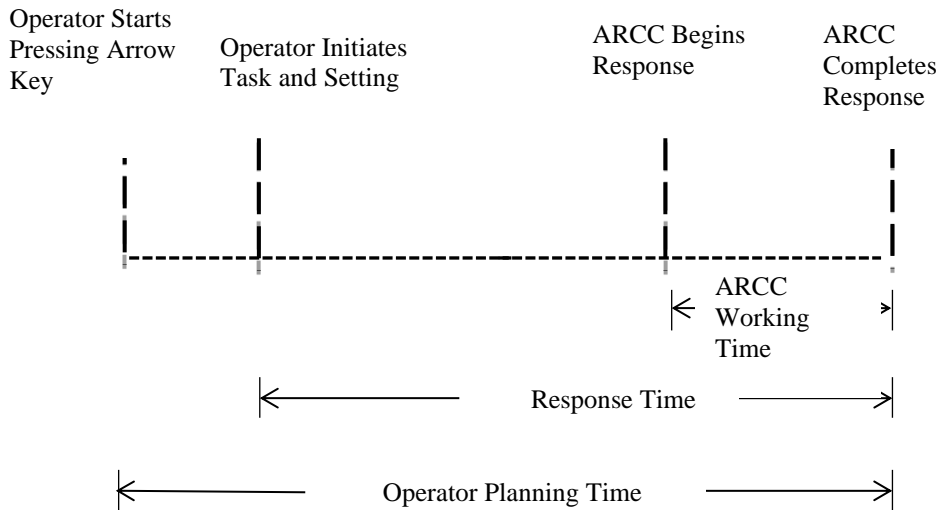 Operator Starts
Pressing Arrow
Key
Operator Initiates
Task and Setting
ARCC Begins
Response
ARCC
Completes
Response
ARCC
Working
Time
Response Time
Operator Planning Time